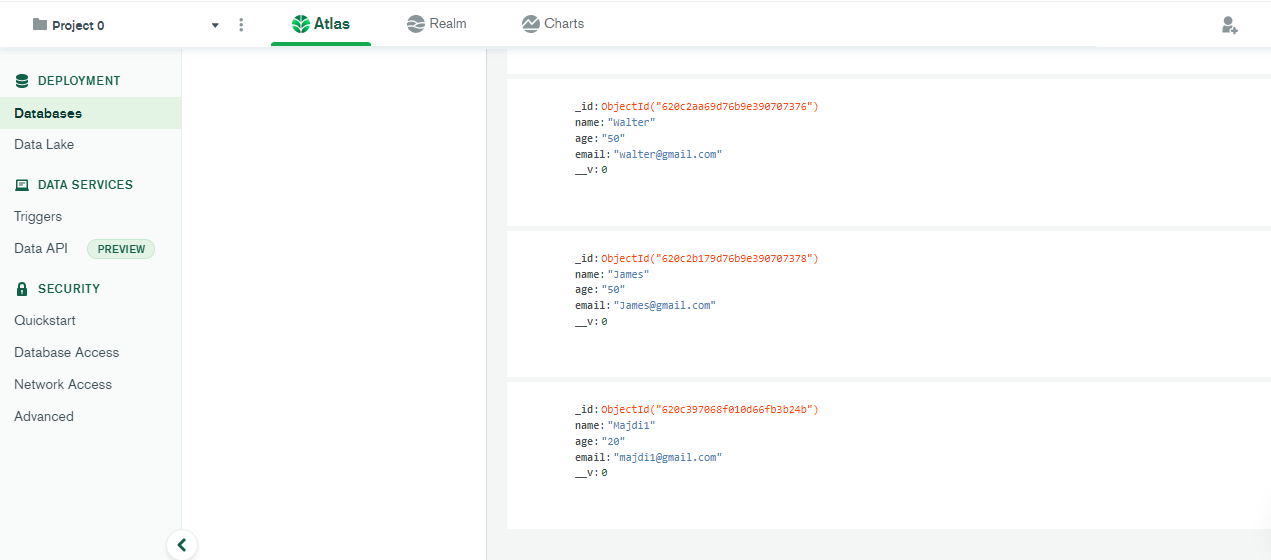 Project 0
Atlas
Realm
Charts
DEPLOYMENT
Databases
Data Lake
DATA SERVICES
Triggers
Data API PREVIEW
SECURITY
Quickstart
Database Access
Network Access
Advanced
_id: ObjectId("620c2aa69d76b9e390707376")
name: "Walter"
age: "50"
email: "walter@gmail.com"
__v: 0
_id: ObjectId("620c2b179d76b9e390707378")
name: "James"
age: "50"
email: "James@gmail.com"
__v: 0
_id: ObjectId("620c397068f010d66fb3b24b")
name: "Majdi1"
age: "20"
email: "majdi1@gmail.com"
__v: 0